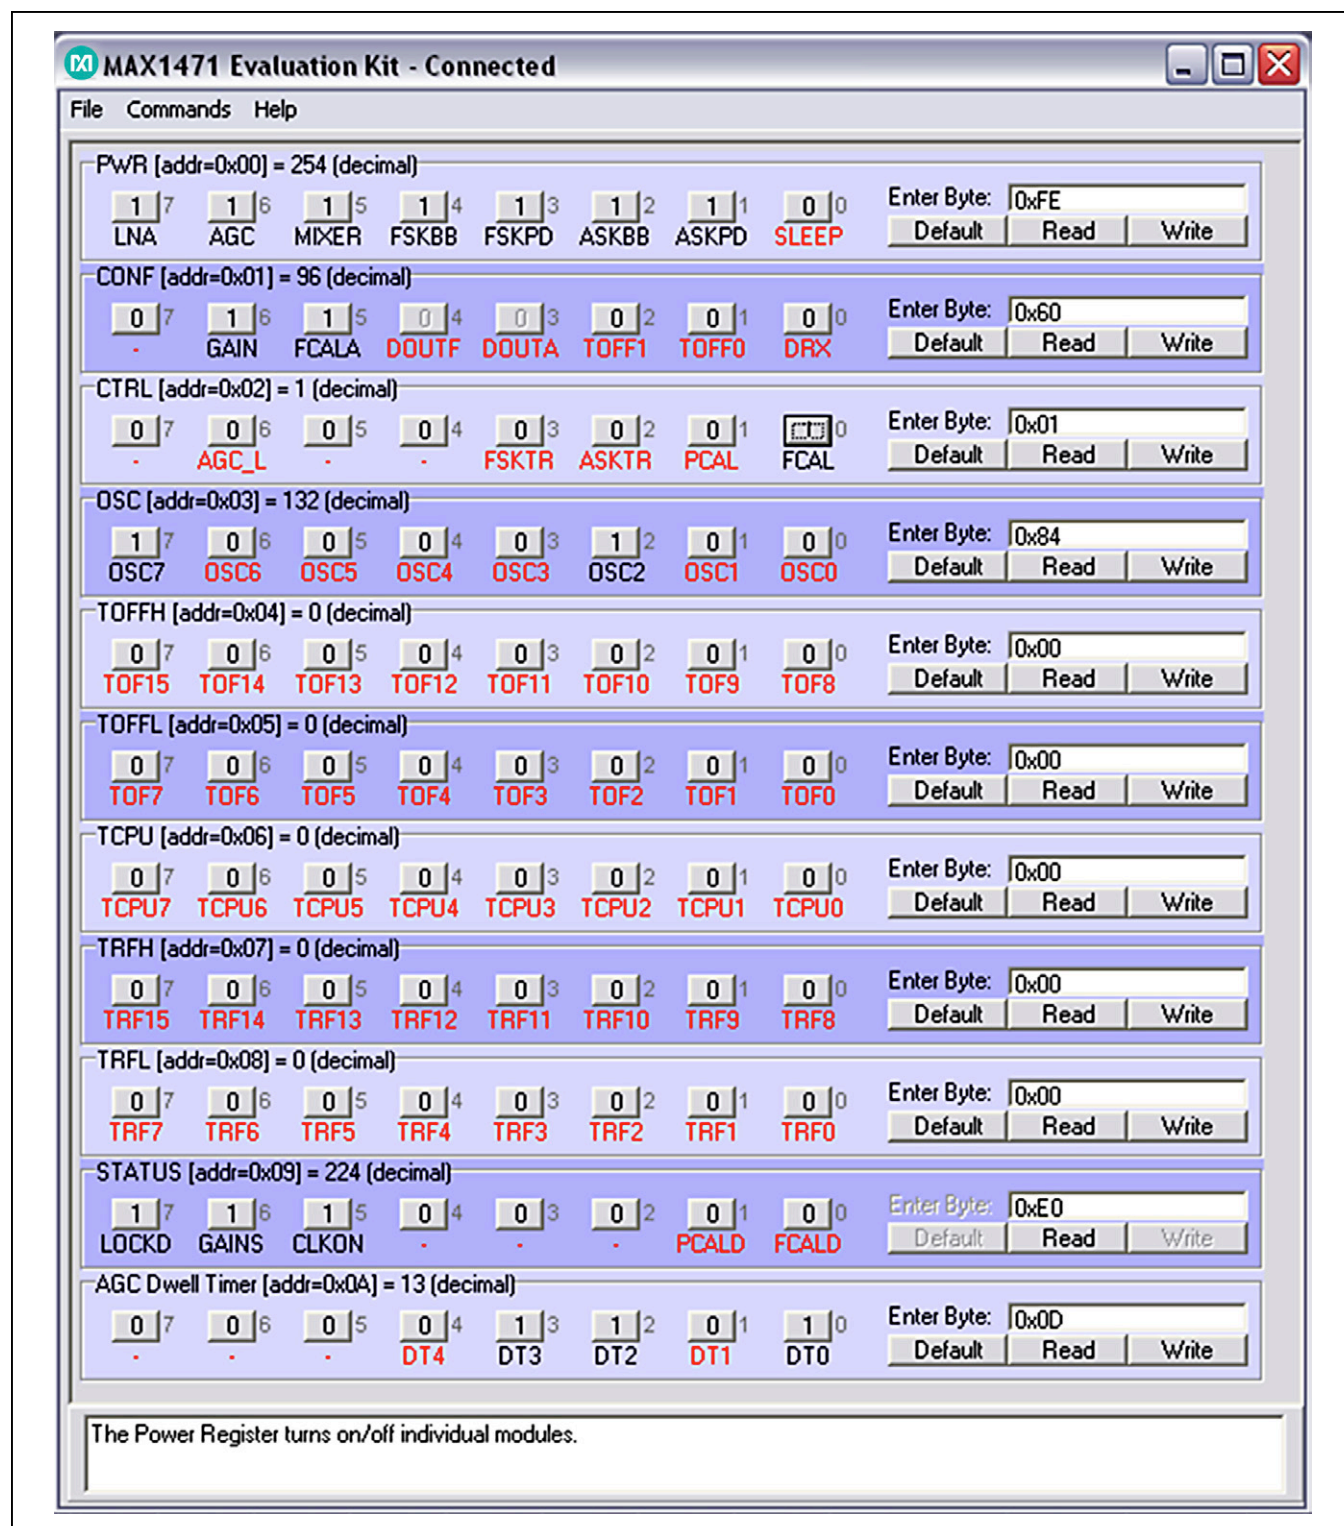 MAX1471 Evaluation Kit - Connected
File Commands Help
PWR [addr=0x00] = 254 (decimal)
1 7 1 6 1 5 1 4 1 3 1 2 1 1 0 0 Enter Byte: 0xFE
LNA AGC MIXER FSKBB FSKPD ASKBB ASKPD SLEEP Default Read Write
CONF [addr=0x01] = 96 (decimal)
0 7 1 6 1 5 0 4 0 3 0 2 0 1 0 0 Enter Byte: 0x60
- GAIN FCALA DOUTF DOUTA TOFF1 TOFF0 DRX Default Read Write
CTRL [addr=0x02] = 1 (decimal)
0 7 0 6 0 5 0 4 0 3 0 2 0 1 1 0 Enter Byte: 0x01
- AGC_L - - FSKTR ASKTR PCAL FCAL Default Read Write
OSC [addr=0x03] = 132 (decimal)
1 7 0 6 0 5 0 4 0 3 1 2 0 1 0 0 Enter Byte: 0x84
OSC7 OSC6 OSC5 OSC4 OSC3 OSC2 OSC1 OSC0 Default Read Write
TOFFH [addr=0x04] = 0 (decimal)
0 7 0 6 0 5 0 4 0 3 0 2 0 1 0 0 Enter Byte: 0x00
TOF15 TOF14 TOF13 TOF12 TOF11 TOF10 TOF9 TOF8 Default Read Write
TOFFL [addr=0x05] = 0 (decimal)
0 7 0 6 0 5 0 4 0 3 0 2 0 1 0 0 Enter Byte: 0x00
TOF7 TOF6 TOF5 TOF4 TOF3 TOF2 TOF1 TOF0 Default Read Write
TCPU [addr=0x06] = 0 (decimal)
0 7 0 6 0 5 0 4 0 3 0 2 0 1 0 0 Enter Byte: 0x00
TCPU7 TCPU6 TCPU5 TCPU4 TCPU3 TCPU2 TCPU1 TCPU0 Default Read Write
TRFH [addr=0x07] = 0 (decimal)
0 7 0 6 0 5 0 4 0 3 0 2 0 1 0 0 Enter Byte: 0x00
TRF15 TRF14 TRF13 TRF12 TRF11 TRF10 TRF9 TRF8 Default Read Write
TRFL [addr=0x08] = 0 (decimal)
0 7 0 6 0 5 0 4 0 3 0 2 0 1 0 0 Enter Byte: 0x00
TRF7 TRF6 TRF5 TRF4 TRF3 TRF2 TRF1 TRF0 Default Read Write
STATUS [addr=0x09] = 224 (decimal)
1 7 1 6 1 5 0 4 0 3 0 2 0 1 0 0 Enter Byte: 0xE0
LOCKD GAINS CLKON - - - PCALD FCALD Default Read Write
AGC Dwell Timer [addr=0x0A] = 13 (decimal)
0 7 0 6 0 5 0 4 1 3 1 2 0 1 1 0 Enter Byte: 0x0D
- - - DT4 DT3 DT2 DT1 DT0 Default Read Write
The Power Register turns on/off individual modules.